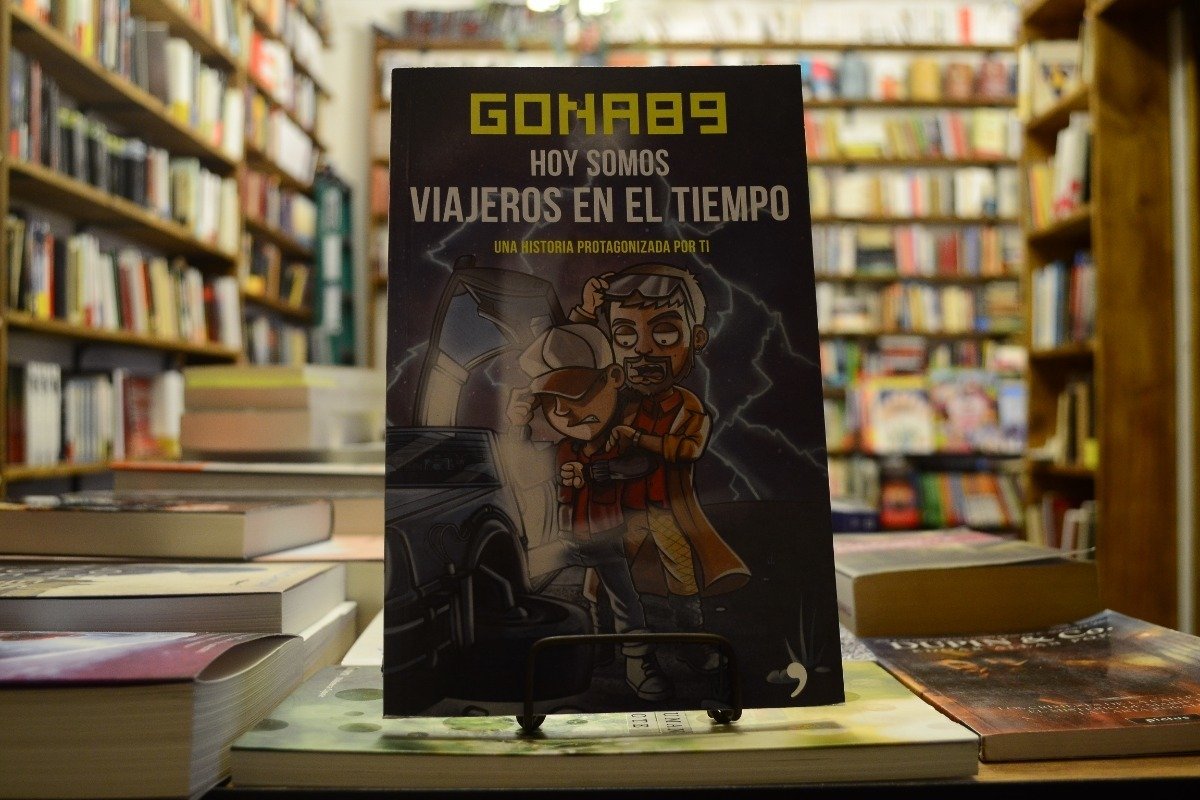 GONA89
HOY SOMOS
VIAJEROS EN EL TIEMPO
UNA HISTORIA PROTAGONIZADA POR TI